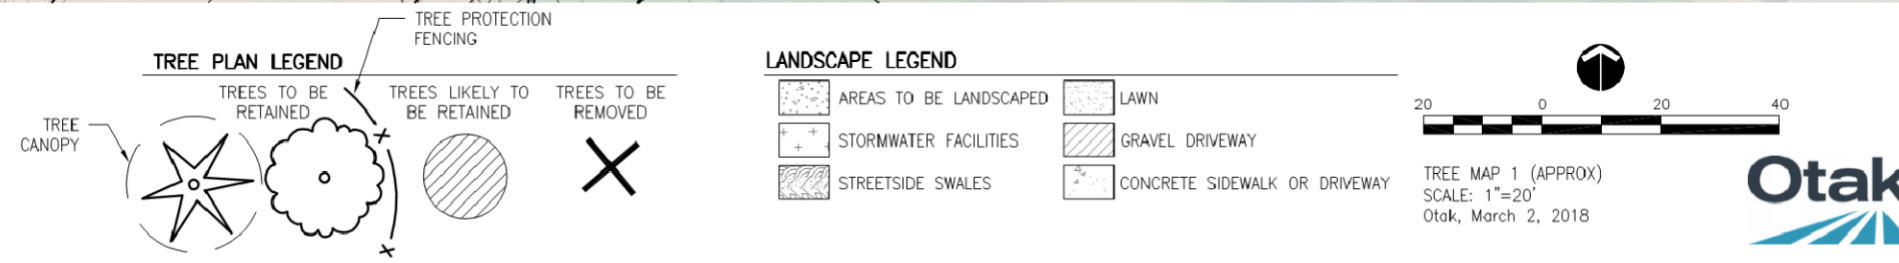 TREE PROTECTION
FENCING
TREE PLAN LEGEND
TREES TO BE
RETAINED
TREES LIKELY TO
BE RETAINED
TREES TO BE
REMOVED
TREE
CANOPY
LANDSCAPE LEGEND
AREAS TO BE LANDSCAPED
LAWN
STORMWATER FACILITIES
GRAVEL DRIVEWAY
STREETSIDE SWALES
CONCRETE SIDEWALK OR DRIVEWAY
20 0 20 40
TREE MAP 1 (APPROX)
SCALE: 1"=20'
Otak, March 2, 2018
Otak